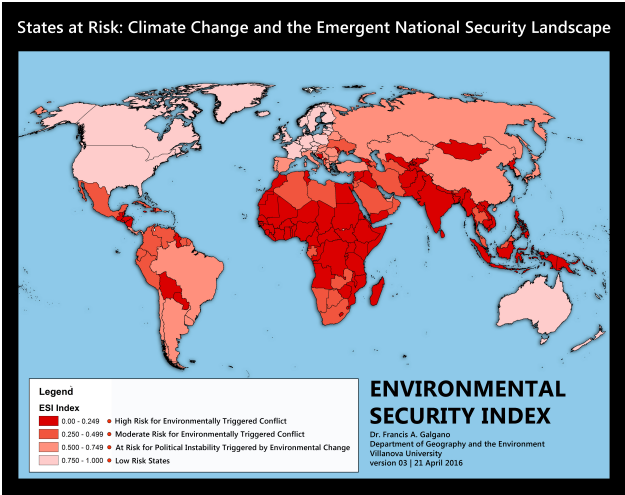 States at Risk: Climate Change and the Emergent National Security Landscape
Legend
ESI Index
0.00 - 0.249 High Risk for Environmentally Triggered Conflict
0.250 - 0.499 Moderate Risk for Environmentally Triggered Conflict
0.500 - 0.749 At Risk for Political Instability Triggered by Environmental Change
0.750 - 1.000 Low Risk States
ENVIRONMENTAL
SECURITY INDEX
Dr. Francis A. Galgano
Department of Geography and the Environment
Villanova University
version 03 | 21 April 2016